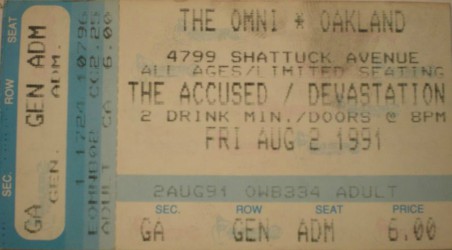 SEC. ROW SEAT
GA GEN ADM
GEN. ADM.
THE OMNI * OAKLAND
4799 SHATTUCK AVENUE
ALL AGES/LIMITED SEATING
THE ACCUSED / DEVASTATION
2 DRINK MIN./DOORS @ 8PM
FRI AUG 2 1991
2AUG91 OWB334 ADULT
SEC. ROW SEAT PRICE
GA GEN ADM 6.00